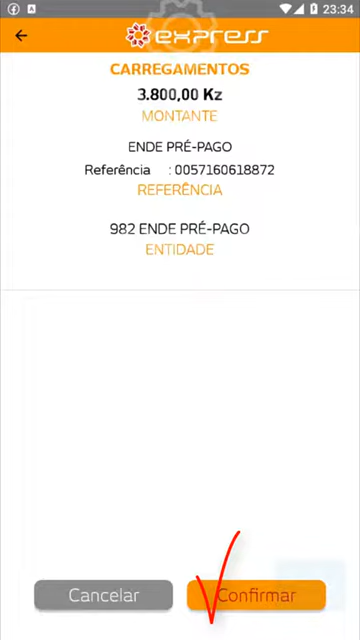 23:34
express
CARREGAMENTOS
3.800,00 Kz
MONTANTE
ENDE PRÉ-PAGO
Referência : 0057160618872
REFERÊNCIA
982 ENDE PRÉ-PAGO
ENTIDADE
Cancelar Confirmar